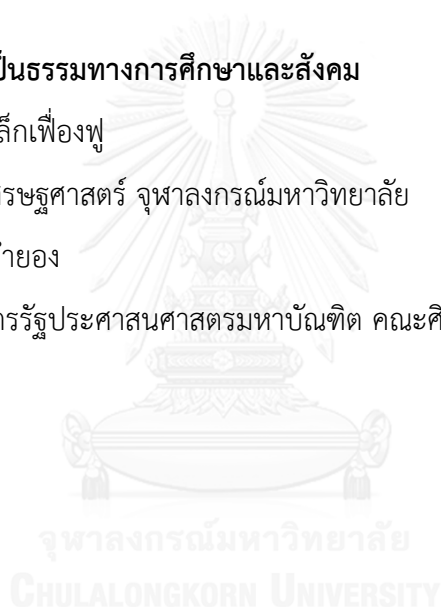 ป็นธรรมทางการศึกษาและสังคม
ล็กเฟื่องฟู
ศรษฐศาสตร์ จุฬาลงกรณ์มหาวิทยาลัย
ำยอง
ารรัฐประศาสนศาสตรมหาบัณฑิต คณะศิ
จุฬาลงกรณ์มหาวิทยาลัย
CHULALONGKORN UNIVERSITY